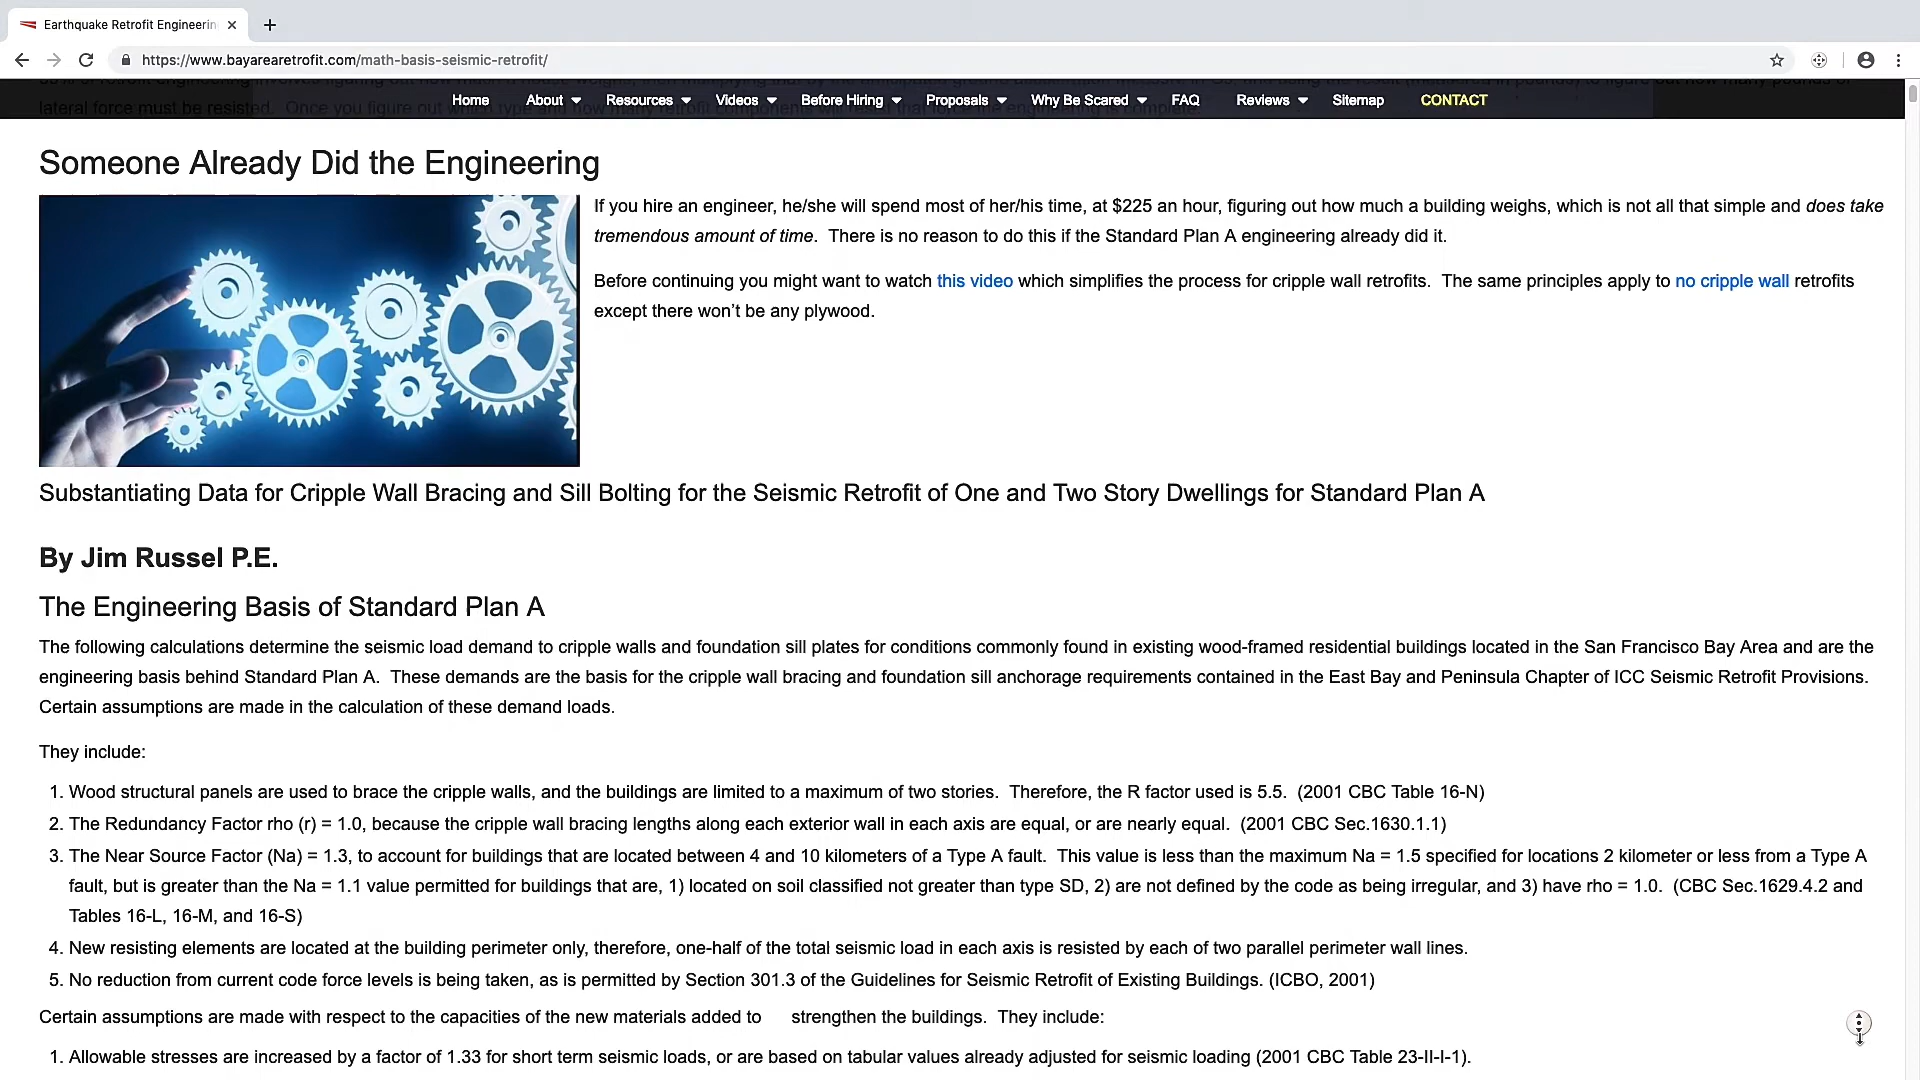 Earthquake Retrofit Engineerin
https://www.bayarearetrofit.com/math-basis-seismic-retrofit/
Home About Resources Videos Before Hiring Proposals Why Be Scared FAQ Reviews Sitemap CONTACT
lateral force must be resisted. Once you figure out which type and how many retrofit components will resist that force the engineering is complete.
Someone Already Did the Engineering
If you hire an engineer, he/she will spend most of her/his time, at $225 an hour, figuring out how much a building weighs, which is not all that simple and does take
tremendous amount of time. There is no reason to do this if the Standard Plan A engineering already did it.
Before continuing you might want to watch this video which simplifies the process for cripple wall retrofits. The same principles apply to no cripple wall retrofits
except there won’t be any plywood.
Substantiating Data for Cripple Wall Bracing and Sill Bolting for the Seismic Retrofit of One and Two Story Dwellings for Standard Plan A
By Jim Russel P.E.
The Engineering Basis of Standard Plan A
The following calculations determine the seismic load demand to cripple walls and foundation sill plates for conditions commonly found in existing wood-framed residential buildings located in the San Francisco Bay Area and are the
engineering basis behind Standard Plan A. These demands are the basis for the cripple wall bracing and foundation sill anchorage requirements contained in the East Bay and Peninsula Chapter of ICC Seismic Retrofit Provisions.
Certain assumptions are made in the calculation of these demand loads.
They include:
1. Wood structural panels are used to brace the cripple walls, and the buildings are limited to a maximum of two stories. Therefore, the R factor used is 5.5. (2001 CBC Table 16-N)
2. The Redundancy Factor rho (r) = 1.0, because the cripple wall bracing lengths along each exterior wall in each axis are equal, or are nearly equal. (2001 CBC Sec.1630.1.1)
3. The Near Source Factor (Na) = 1.3, to account for buildings that are located between 4 and 10 kilometers of a Type A fault. This value is less than the maximum Na = 1.5 specified for locations 2 kilometer or less from a Type A
fault, but is greater than the Na = 1.1 value permitted for buildings that are, 1) located on soil classified not greater than type SD, 2) are not defined by the code as being irregular, and 3) have rho = 1.0. (CBC Sec.1629.4.2 and
Tables 16-L, 16-M, and 16-S)
4. New resisting elements are located at the building perimeter only, therefore, one-half of the total seismic load in each axis is resisted by each of two parallel perimeter wall lines.
5. No reduction from current code force levels is being taken, as is permitted by Section 301.3 of the Guidelines for Seismic Retrofit of Existing Buildings. (ICBO, 2001)
Certain assumptions are made with respect to the capacities of the new materials added to strengthen the buildings. They include:
1. Allowable stresses are increased by a factor of 1.33 for short term seismic loads, or are based on tabular values already adjusted for seismic loading (2001 CBC Table 23-II-I-1).